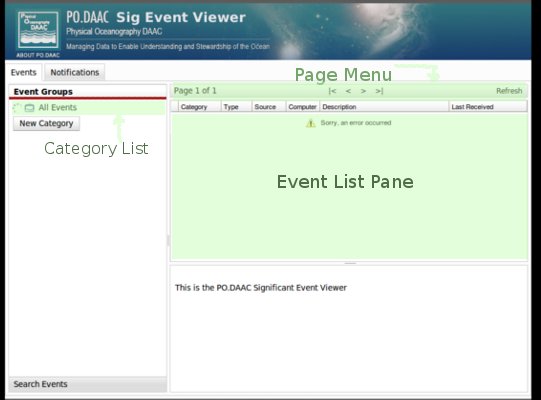 Physical
Oceanography
DAAC
ABOUT PO.DAAC
PO.DAAC Sig Event Viewer
Physical Oceanography DAAC
Managing Data to Enable Understanding and Stewardship of the Ocean
Events Notifications
Page Menu
Event Groups
Page 1 of 1 |< < > >| Refresh
All Events
Category Type Source Computer Description Last Received
New Category
Sorry, an error occurred
Category List
Event List Pane
This is the PO.DAAC Significant Event Viewer
Search Events